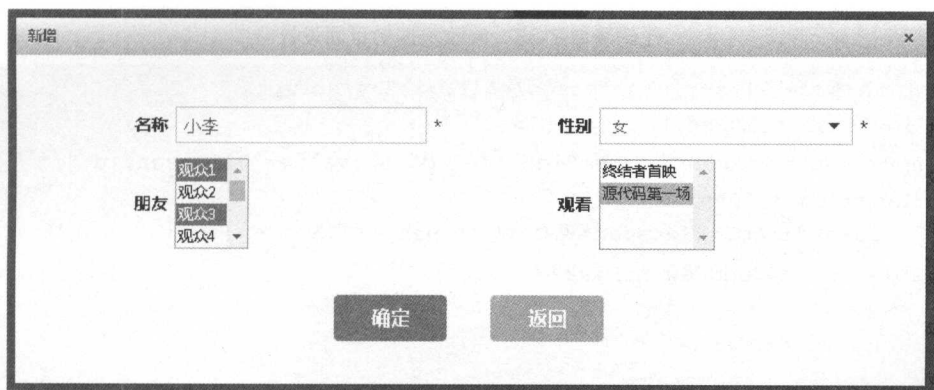 新增 ×
名称 小李 * 性别 女 *
朋友 观众1 观看 终结者首映
观众2 源代码第一场
观众3
观众4
确定 返回